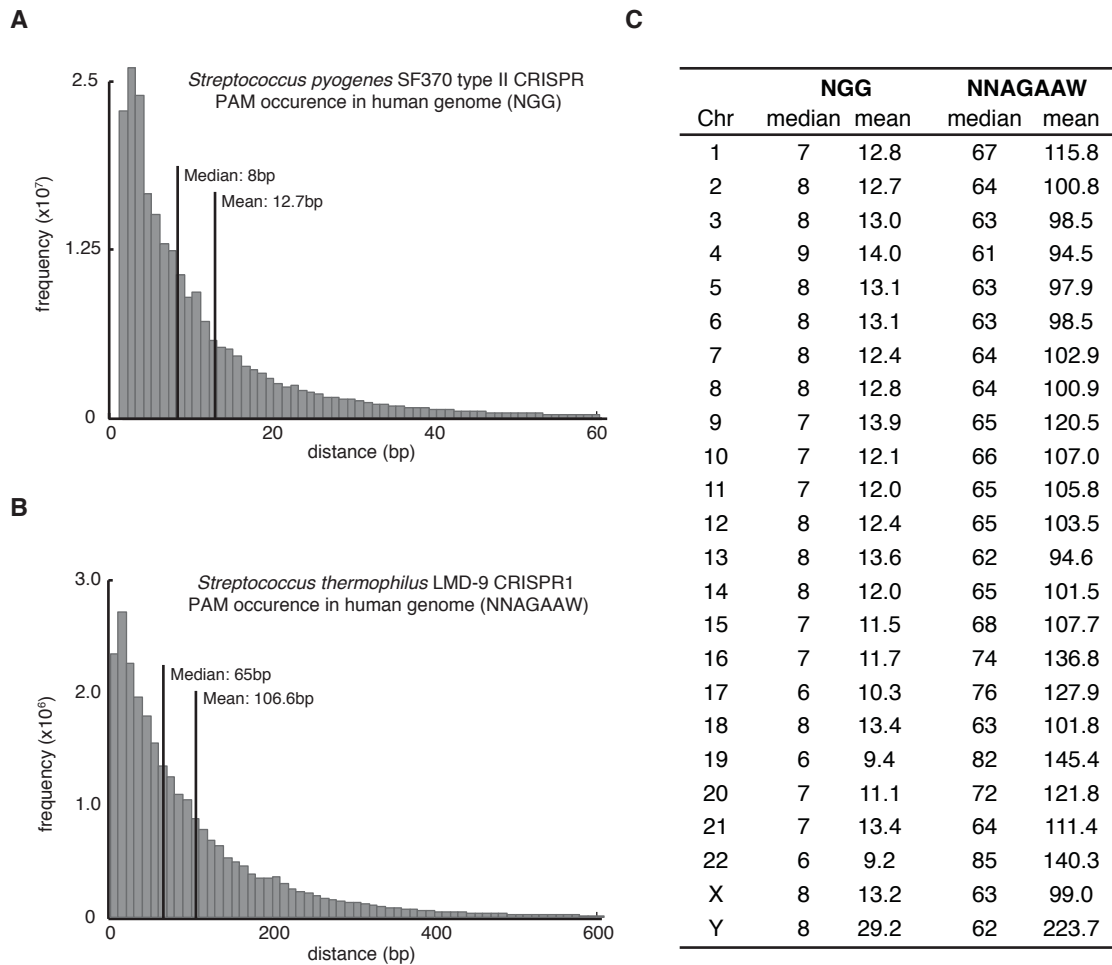 A
Streptococcus pyogenes SF370 type II CRISPR
PAM occurence in human genome (NGG)
2.5
1.25
0
frequency (x10⁷)
Median: 8bp
Mean: 12.7bp
0 20 40 60
distance (bp)
B
Streptococcus thermophilus LMD-9 CRISPR1
PAM occurence in human genome (NNAGAAW)
3.0
2.0
1.0
0
frequency (x10⁶)
Median: 65bp
Mean: 106.6bp
0 200 400 600
distance (bp)
C
NGG NNAGAAW
Chr median mean median mean
1 7 12.8 67 115.8
2 8 12.7 64 100.8
3 8 13.0 63 98.5
4 9 14.0 61 94.5
5 8 13.1 63 97.9
6 8 13.1 63 98.5
7 8 12.4 64 102.9
8 8 12.8 64 100.9
9 7 13.9 65 120.5
10 7 12.1 66 107.0
11 7 12.0 65 105.8
12 8 12.4 65 103.5
13 8 13.6 62 94.6
14 8 12.0 65 101.5
15 7 11.5 68 107.7
16 7 11.7 74 136.8
17 6 10.3 76 127.9
18 8 13.4 63 101.8
19 6 9.4 82 145.4
20 7 11.1 72 121.8
21 7 13.4 64 111.4
22 6 9.2 85 140.3
X 8 13.2 63 99.0
Y 8 29.2 62 223.7